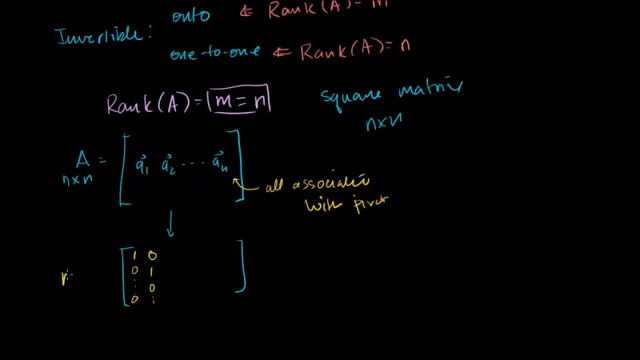 onto ⇐ Rank(A) = m
Invertible:
one-to-one ⇐ Rank(A) = n
Rank(A) = m = n
square matrix
n×n
A = [ a⃗₁ a⃗₂ ⋯ a⃗ₙ ]
n×n
all associated
with pivot
1 0
0 1
⋮ 0
0 ⋮